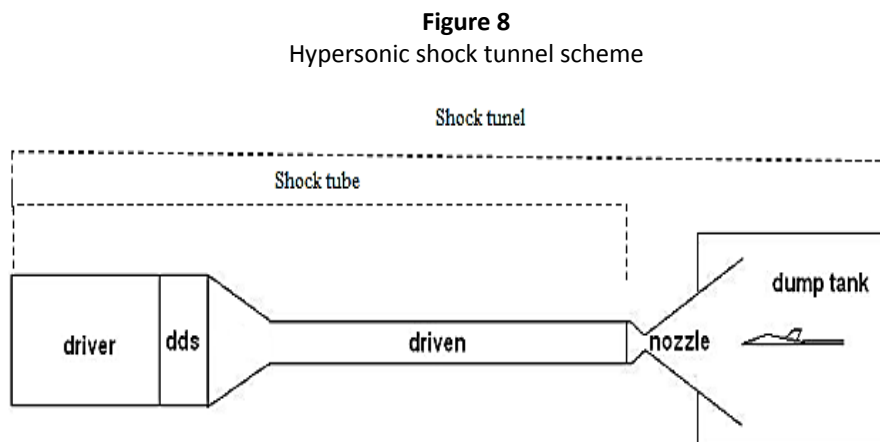 Figure 8
Hypersonic shock tunnel scheme
Shock tunel
Shock tube
driver
dds
driven
nozzle
dump tank